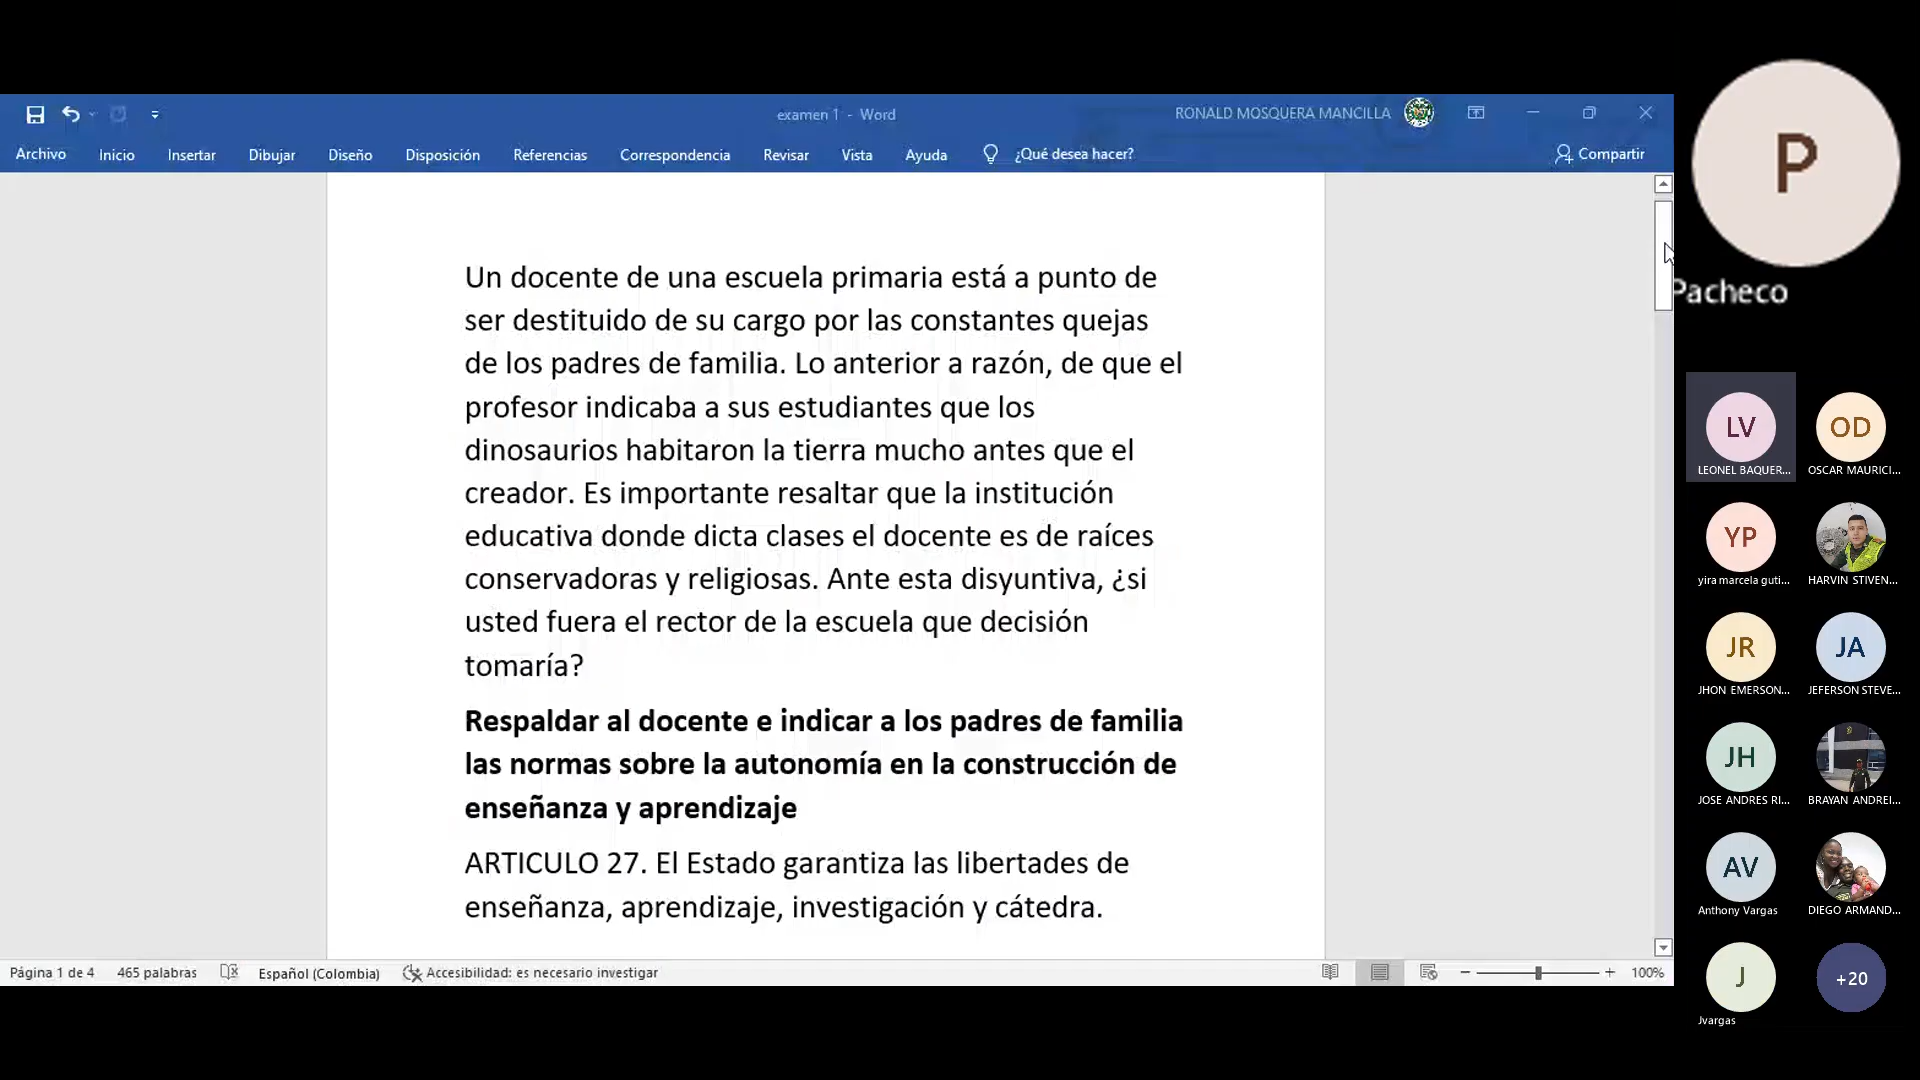 examen 1 - Word
RONALD MOSQUERA MANCILLA
Archivo Inicio Insertar Dibujar Diseño Disposición Referencias Correspondencia Revisar Vista Ayuda ¿Qué desea hacer? Compartir
Un docente de una escuela primaria está a punto de
ser destituido de su cargo por las constantes quejas
de los padres de familia. Lo anterior a razón, de que el
profesor indicaba a sus estudiantes que los
dinosaurios habitaron la tierra mucho antes que el
creador. Es importante resaltar que la institución
educativa donde dicta clases el docente es de raíces
conservadoras y religiosas. Ante esta disyuntiva, ¿si
usted fuera el rector de la escuela que decisión
tomaría?
Respaldar al docente e indicar a los padres de familia
las normas sobre la autonomía en la construcción de
enseñanza y aprendizaje
ARTICULO 27. El Estado garantiza las libertades de
enseñanza, aprendizaje, investigación y cátedra.
Página 1 de 4 465 palabras Español (Colombia) Accesibilidad: es necesario investigar 100%
P
Pacheco
LV OD
LEONEL BAQUER... OSCAR MAURICI...
YP
yira marcela guti... HARVIN STIVEN...
JR JA
JHON EMERSON... JEFERSON STEVE...
JH
JOSE ANDRES RI... BRAYAN ANDREI...
AV
Anthony Vargas DIEGO ARMAND...
J +20
Jvargas